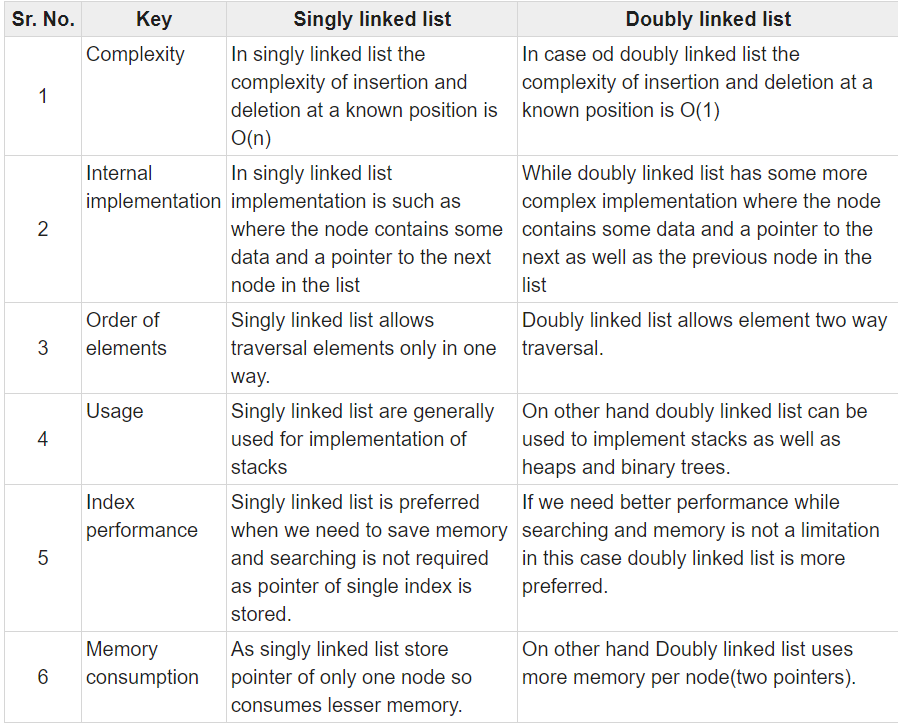 Sr. No. Key Singly linked list Doubly linked list
1
Complexity
In singly linked list the
complexity of insertion and
deletion at a known position is
O(n)
In case od doubly linked list the
complexity of insertion and deletion at a
known position is O(1)
2
Internal
implementation
In singly linked list
implementation is such as
where the node contains some
data and a pointer to the next
node in the list
While doubly linked list has some more
complex implementation where the node
contains some data and a pointer to the
next as well as the previous node in the
list
3
Order of
elements
Singly linked list allows
traversal elements only in one
way.
Doubly linked list allows element two way
traversal.
4
Usage
Singly linked list are generally
used for implementation of
stacks
On other hand doubly linked list can be
used to implement stacks as well as
heaps and binary trees.
5
Index
performance
Singly linked list is preferred
when we need to save memory
and searching is not required
as pointer of single index is
stored.
If we need better performance while
searching and memory is not a limitation
in this case doubly linked list is more
preferred.
6
Memory
consumption
As singly linked list store
pointer of only one node so
consumes lesser memory.
On other hand Doubly linked list uses
more memory per node(two pointers).